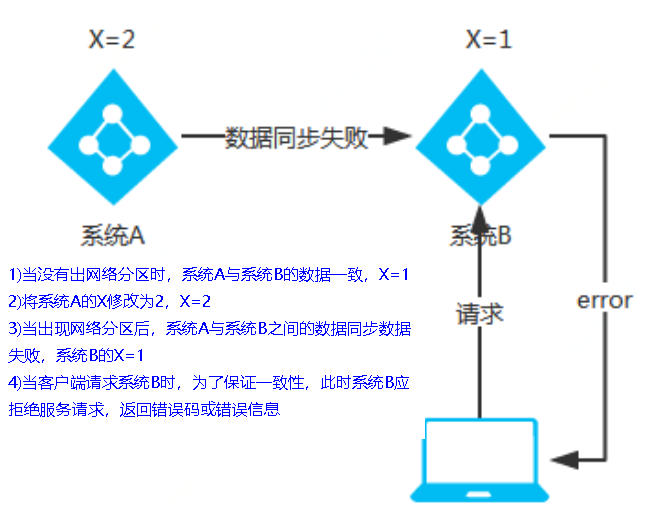 X=2
X=1
数据同步失败
系统A
系统B
1)当没有出网络分区时，系统A与系统B的数据一致，X=1
2)将系统A的X修改为2，X=2
3)当出现网络分区后，系统A与系统B之间的数据同步数据
失败，系统B的X=1
4)当客户端请求系统B时，为了保证一致性，此时系统B应
拒绝服务请求，返回错误码或错误信息
请求
error